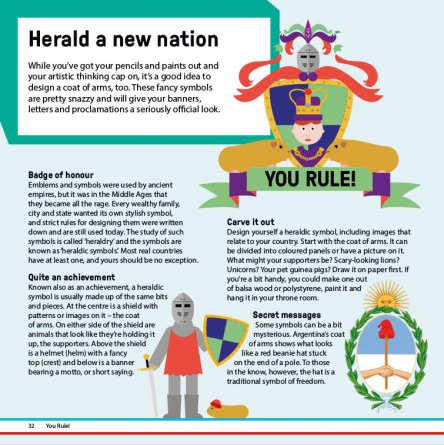 Herald a new nation
While you've got your pencils and paints out and
your artistic thinking cap on, it's a good idea to
design a coat of arms, too. These fancy symbols
are pretty snazzy and will give your banners,
letters and proclamations a seriously official look.
YOU RULE!
Badge of honour
Emblems and symbols were used by ancient
empires, but it was in the Middle Ages that
they became all the rage. Every wealthy family,
city and state wanted its own stylish symbol,
and strict rules for designing them were written
down and are still used today. The study of such
symbols is called 'heraldry' and the symbols are
known as 'heraldic symbols'. Most real countries
have at least one, and yours should be no exception.
Quite an achievement
Known also as an achievement, a heraldic
symbol is usually made up of the same bits
and pieces. At the centre is a shield with
patterns or images on it – the coat
of arms. On either side of the shield are
animals that look like they're holding it
up, the supporters. Above the shield
is a helmet (helm) with a fancy
top (crest) and below is a banner
bearing a motto, or short saying.
Carve it out
Design yourself a heraldic symbol, including images that
relate to your country. Start with the coat of arms. It can
be divided into coloured panels or have a picture on it.
What might your supporters be? Scary-looking lions?
Unicorns? Your pet guinea pigs? Draw it on paper first. If
you're a bit handy, you could make one out
of balsa wood or polystyrene, paint it and
hang it in your throne room.
Secret messages
Some symbols can be a bit
mysterious. Argentina's coat
of arms shows what looks
like a red beanie hat stuck
on the end of a pole. To those
in the know, however, the hat is a
traditional symbol of freedom.
32 You Rule!